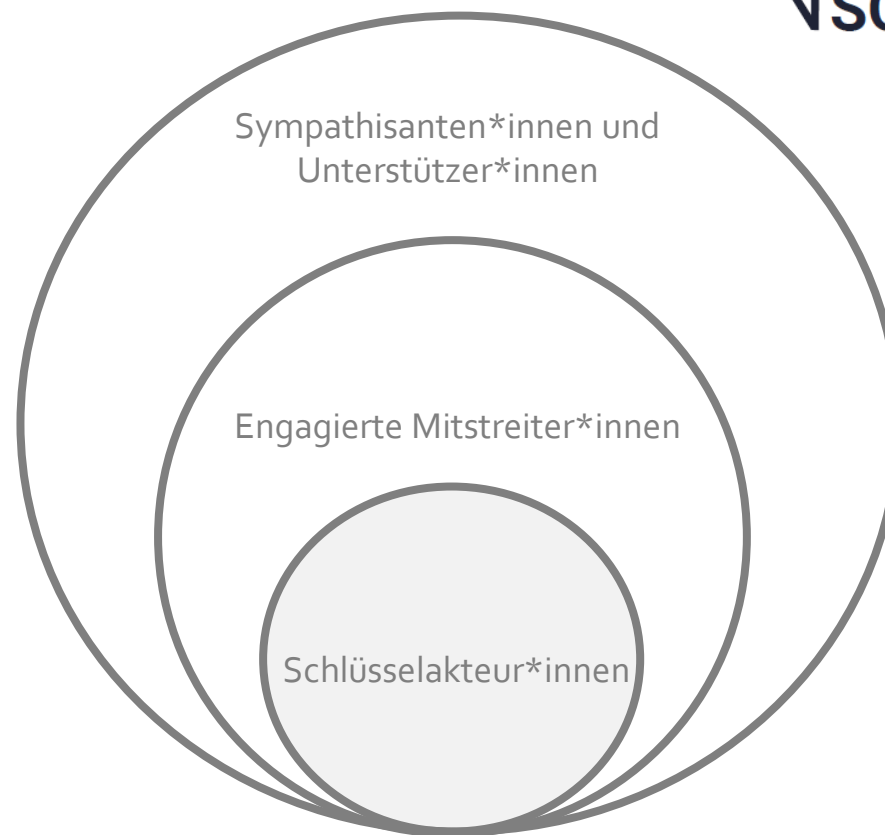 Sympathisanten*innen und
Unterstützer*innen
Engagierte Mitstreiter*innen
Schlüsselakteur*innen